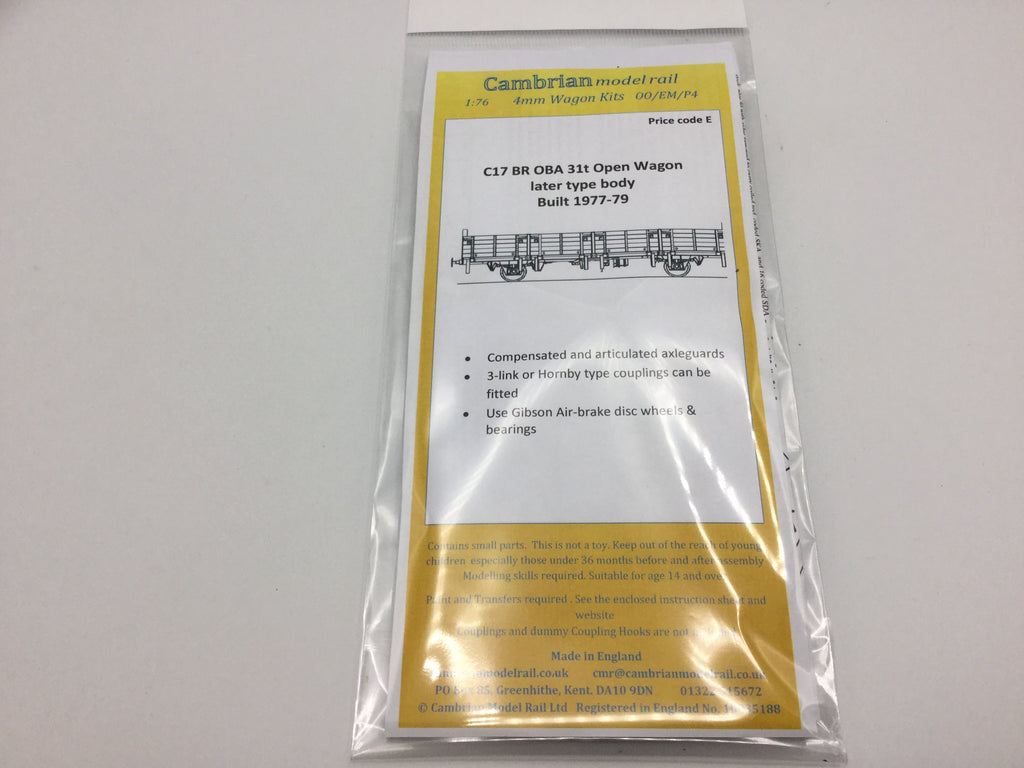 Cambrian model rail
1:76 4mm Wagon Kits OO/EM/P4
Price code E
C17 BR OBA 31t Open Wagon
later type body
Built 1977-79
• Compensated and articulated axleguards
• 3-link or Hornby type couplings can be
fitted
• Use Gibson Air-brake disc wheels &
bearings
Contains small parts. This is not a toy. Keep out of the reach of young
children especially those under 36 months before and after assembly
Modelling skills required. Suitable for age 14 and over
Paint and Transfers required . See the enclosed instruction sheet and
website
Couplings and dummy Coupling Hooks are not
Made in England
cmr@cambrianmodelrail.co.uk
PO Box 85, Greenhithe, Kent. DA10 9DN 01322
© Cambrian Model Rail Ltd Registered in England No.